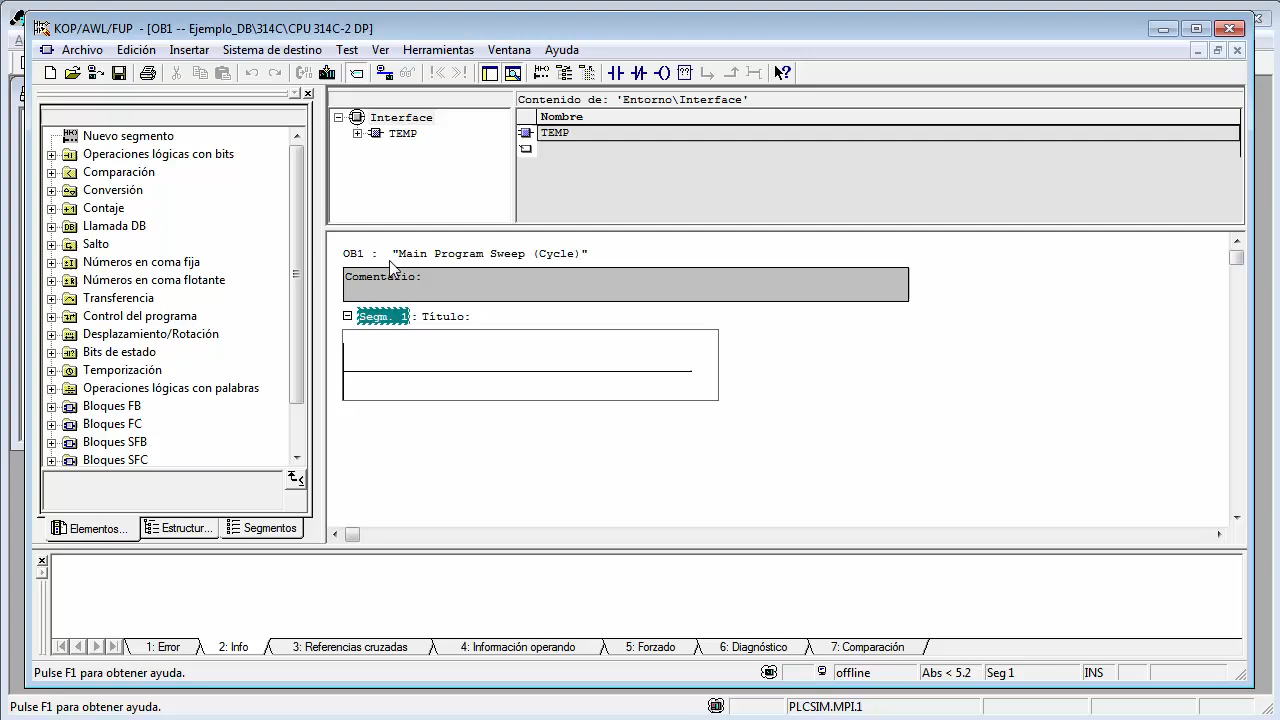 KOP/AWL/FUP - [OB1 -- Ejemplo_DB\314C\CPU 314C-2 DP]
Archivo Edición Insertar Sistema de destino Test Ver Herramientas Ventana Ayuda
Contenido de: 'Entorno\Interface'
Interface
Nombre
TEMP
TEMP
Nuevo segmento
Operaciones lógicas con bits
Comparación
Conversión
Contaje
Llamada DB
Salto
Números en coma fija
Números en coma flotante
Transferencia
Control del programa
Desplazamiento/Rotación
Bits de estado
Temporización
Operaciones lógicas con palabras
Bloques FB
Bloques FC
Bloques SFB
Bloques SFC
Elementos... Estructur... Segmentos
OB1 : "Main Program Sweep (Cycle)"
Comentario:
Segm. 1 : Título:
1: Error 2: Info 3: Referencias cruzadas 4: Información operando 5: Forzado 6: Diagnóstico 7: Comparación
Pulse F1 para obtener ayuda. offline Abs < 5.2 Seg 1 INS
Pulse F1 para obtener ayuda. PLCSIM.MPI.1